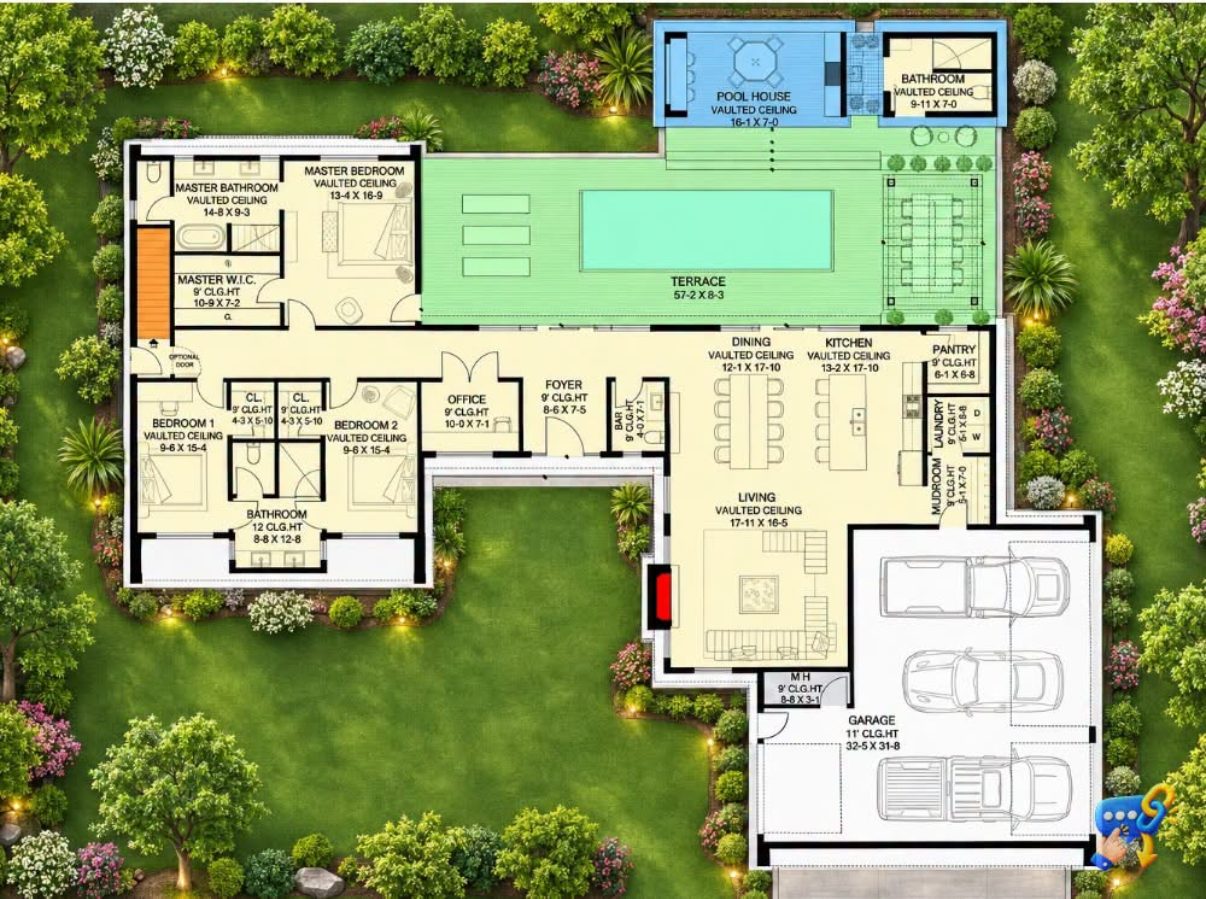 POOL HOUSE
VAULTED CEILING
16-1 X 7-0
BATHROOM
VAULTED CEILING
9-11 X 7-0
MASTER BATHROOM
VAULTED CEILING
14-8 X 9-3
MASTER BEDROOM
VAULTED CEILING
13-4 X 16-9
MASTER W.I.C.
9' CLG.HT
10-9 X 7-2
TERRACE
57-2 X 8-3
OPTIONAL
DOOR
BEDROOM 1
VAULTED CEILING
9-6 X 15-4
CL.
9' CLG.HT
4-3 X 5-10
CL.
9' CLG.HT
4-3 X 5-10
BEDROOM 2
VAULTED CEILING
9-6 X 15-4
BATHROOM
12 CLG.HT
8-8 X 12-8
OFFICE
9' CLG.HT
10-0 X 7-1
FOYER
8-6 X 7-5
BAR
9' CLG.HT
4-0 X 7-1
DINING
VAULTED CEILING
12-1 X 17-10
KITCHEN
VAULTED CEILING
13-2 X 17-10
PANTRY
9' CLG.HT
6-1 X 6-8
LAUNDRY
9' CLG.HT
D
W
MUDROOM
9' CLG.HT
5-1 X 7-0
LIVING
VAULTED CEILING
17-11 X 16-5
M H
9' CLG.HT
8-8 X 3-1
GARAGE
11' CLG.HT
32-5 X 31-8